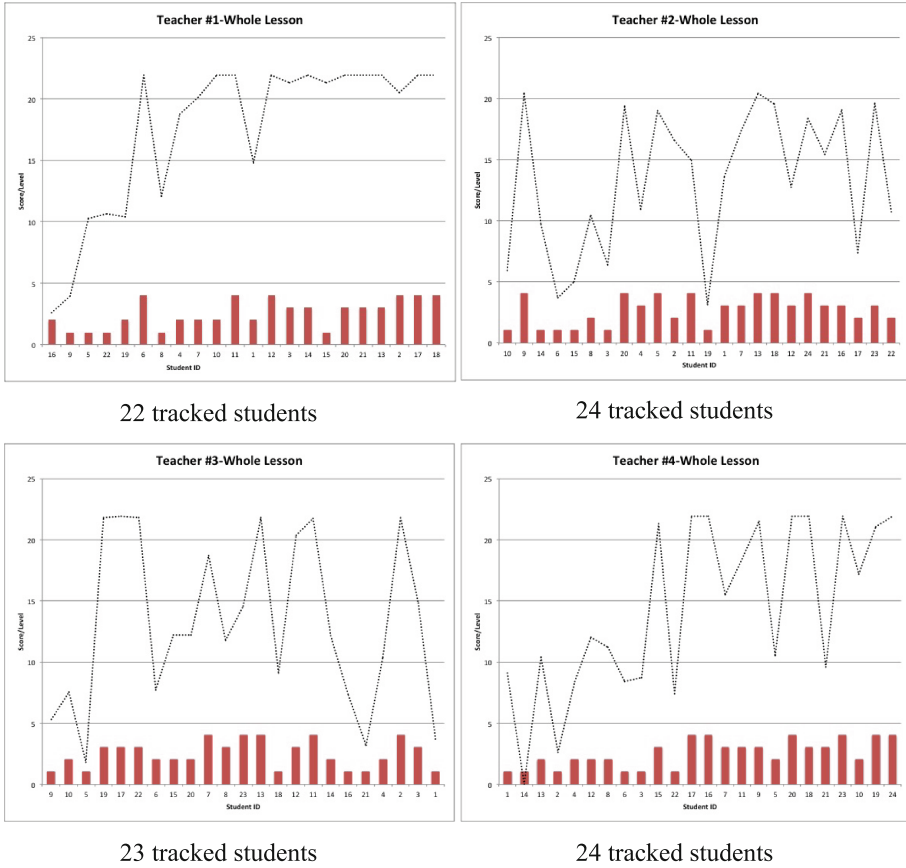 Teacher #1-Whole Lesson
25
20
15
10
5
0
Score/Level
16 9 5 22 19 6 8 4 7 10 11 1 12 3 14 15 20 21 13 2 17 18
Student ID
22 tracked students
Teacher #2-Whole Lesson
25
20
15
10
5
0
Score/Level
10 9 14 6 15 8 3 20 4 5 2 11 19 1 7 13 18 12 24 21 16 17 23 22
Student ID
24 tracked students
Teacher #3-Whole Lesson
25
20
15
10
5
0
Score/Level
9 10 5 19 17 22 6 15 20 7 8 23 13 18 12 11 14 16 21 4 2 3 1
Student ID
23 tracked students
Teacher #4-Whole Lesson
25
20
15
10
5
0
Score/Level
1 14 13 2 4 12 8 6 3 15 22 17 16 7 11 9 5 20 18 21 23 10 19 24
Student ID
24 tracked students